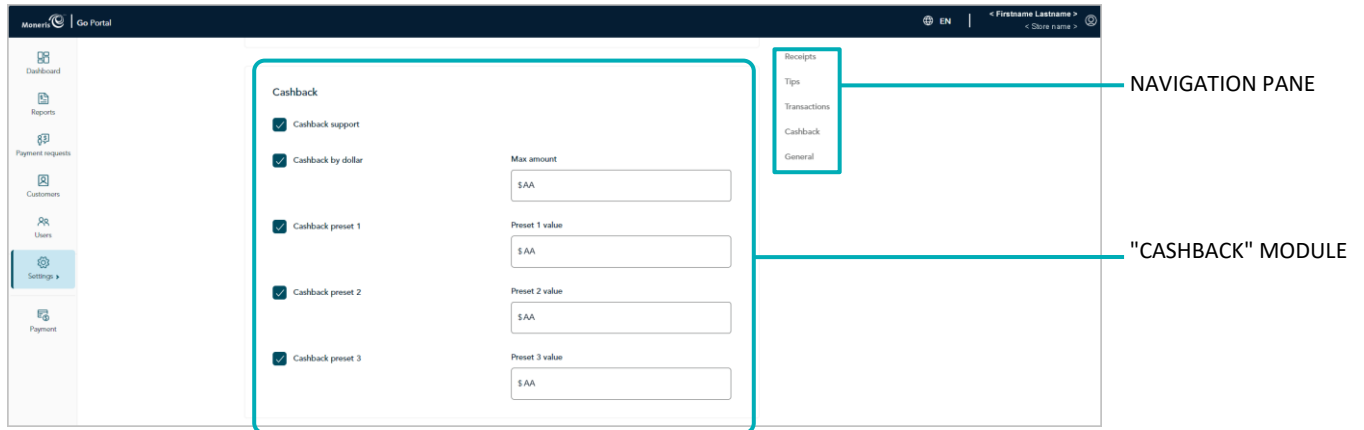 Moneris | Go Portal
EN
< Firstname Lastname >
< Store name >
Dashboard
Reports
Payment requests
Customers
Users
Settings
Payment
Cashback
Cashback support
Cashback by dollar
Max amount
$AA
Cashback preset 1
Preset 1 value
$AA
Cashback preset 2
Preset 2 value
$AA
Cashback preset 3
Preset 3 value
$AA
Receipts
Tips
Transactions
Cashback
General
NAVIGATION PANE
"CASHBACK" MODULE